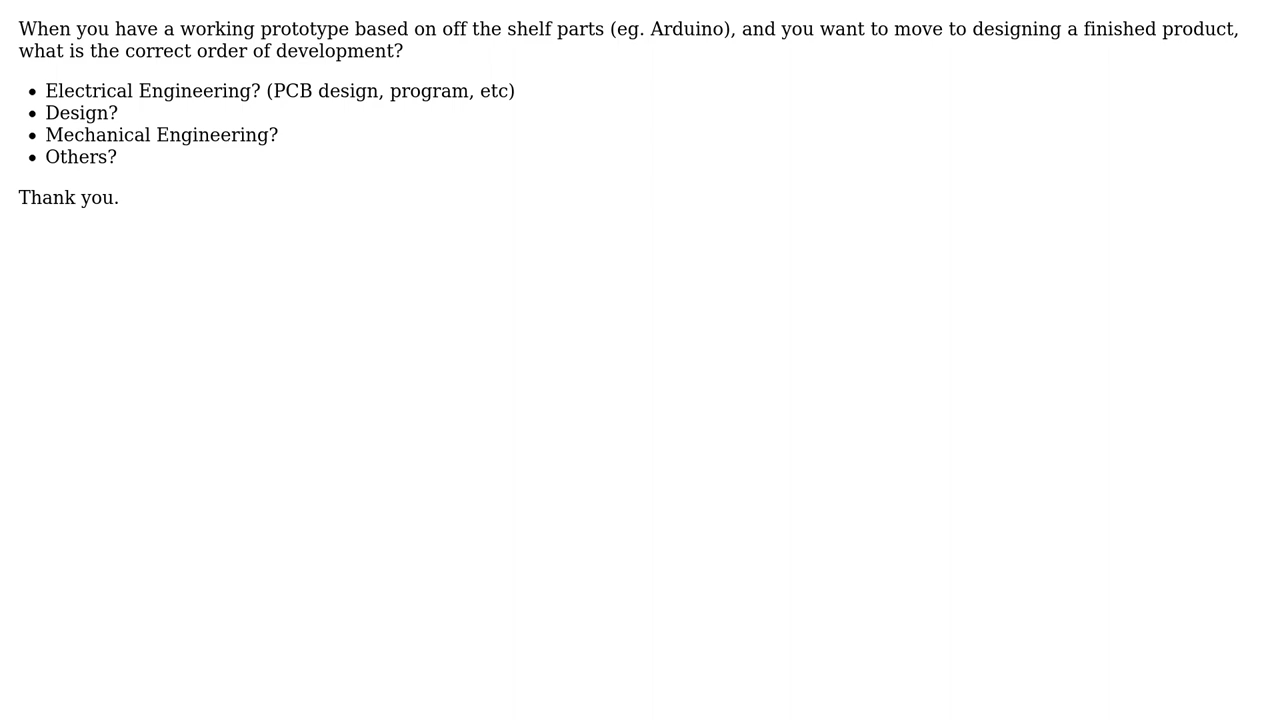 When you have a working prototype based on off the shelf parts (eg. Arduino), and you want to move to designing a finished product,
what is the correct order of development?
• Electrical Engineering? (PCB design, program, etc)
• Design?
• Mechanical Engineering?
• Others?
Thank you.